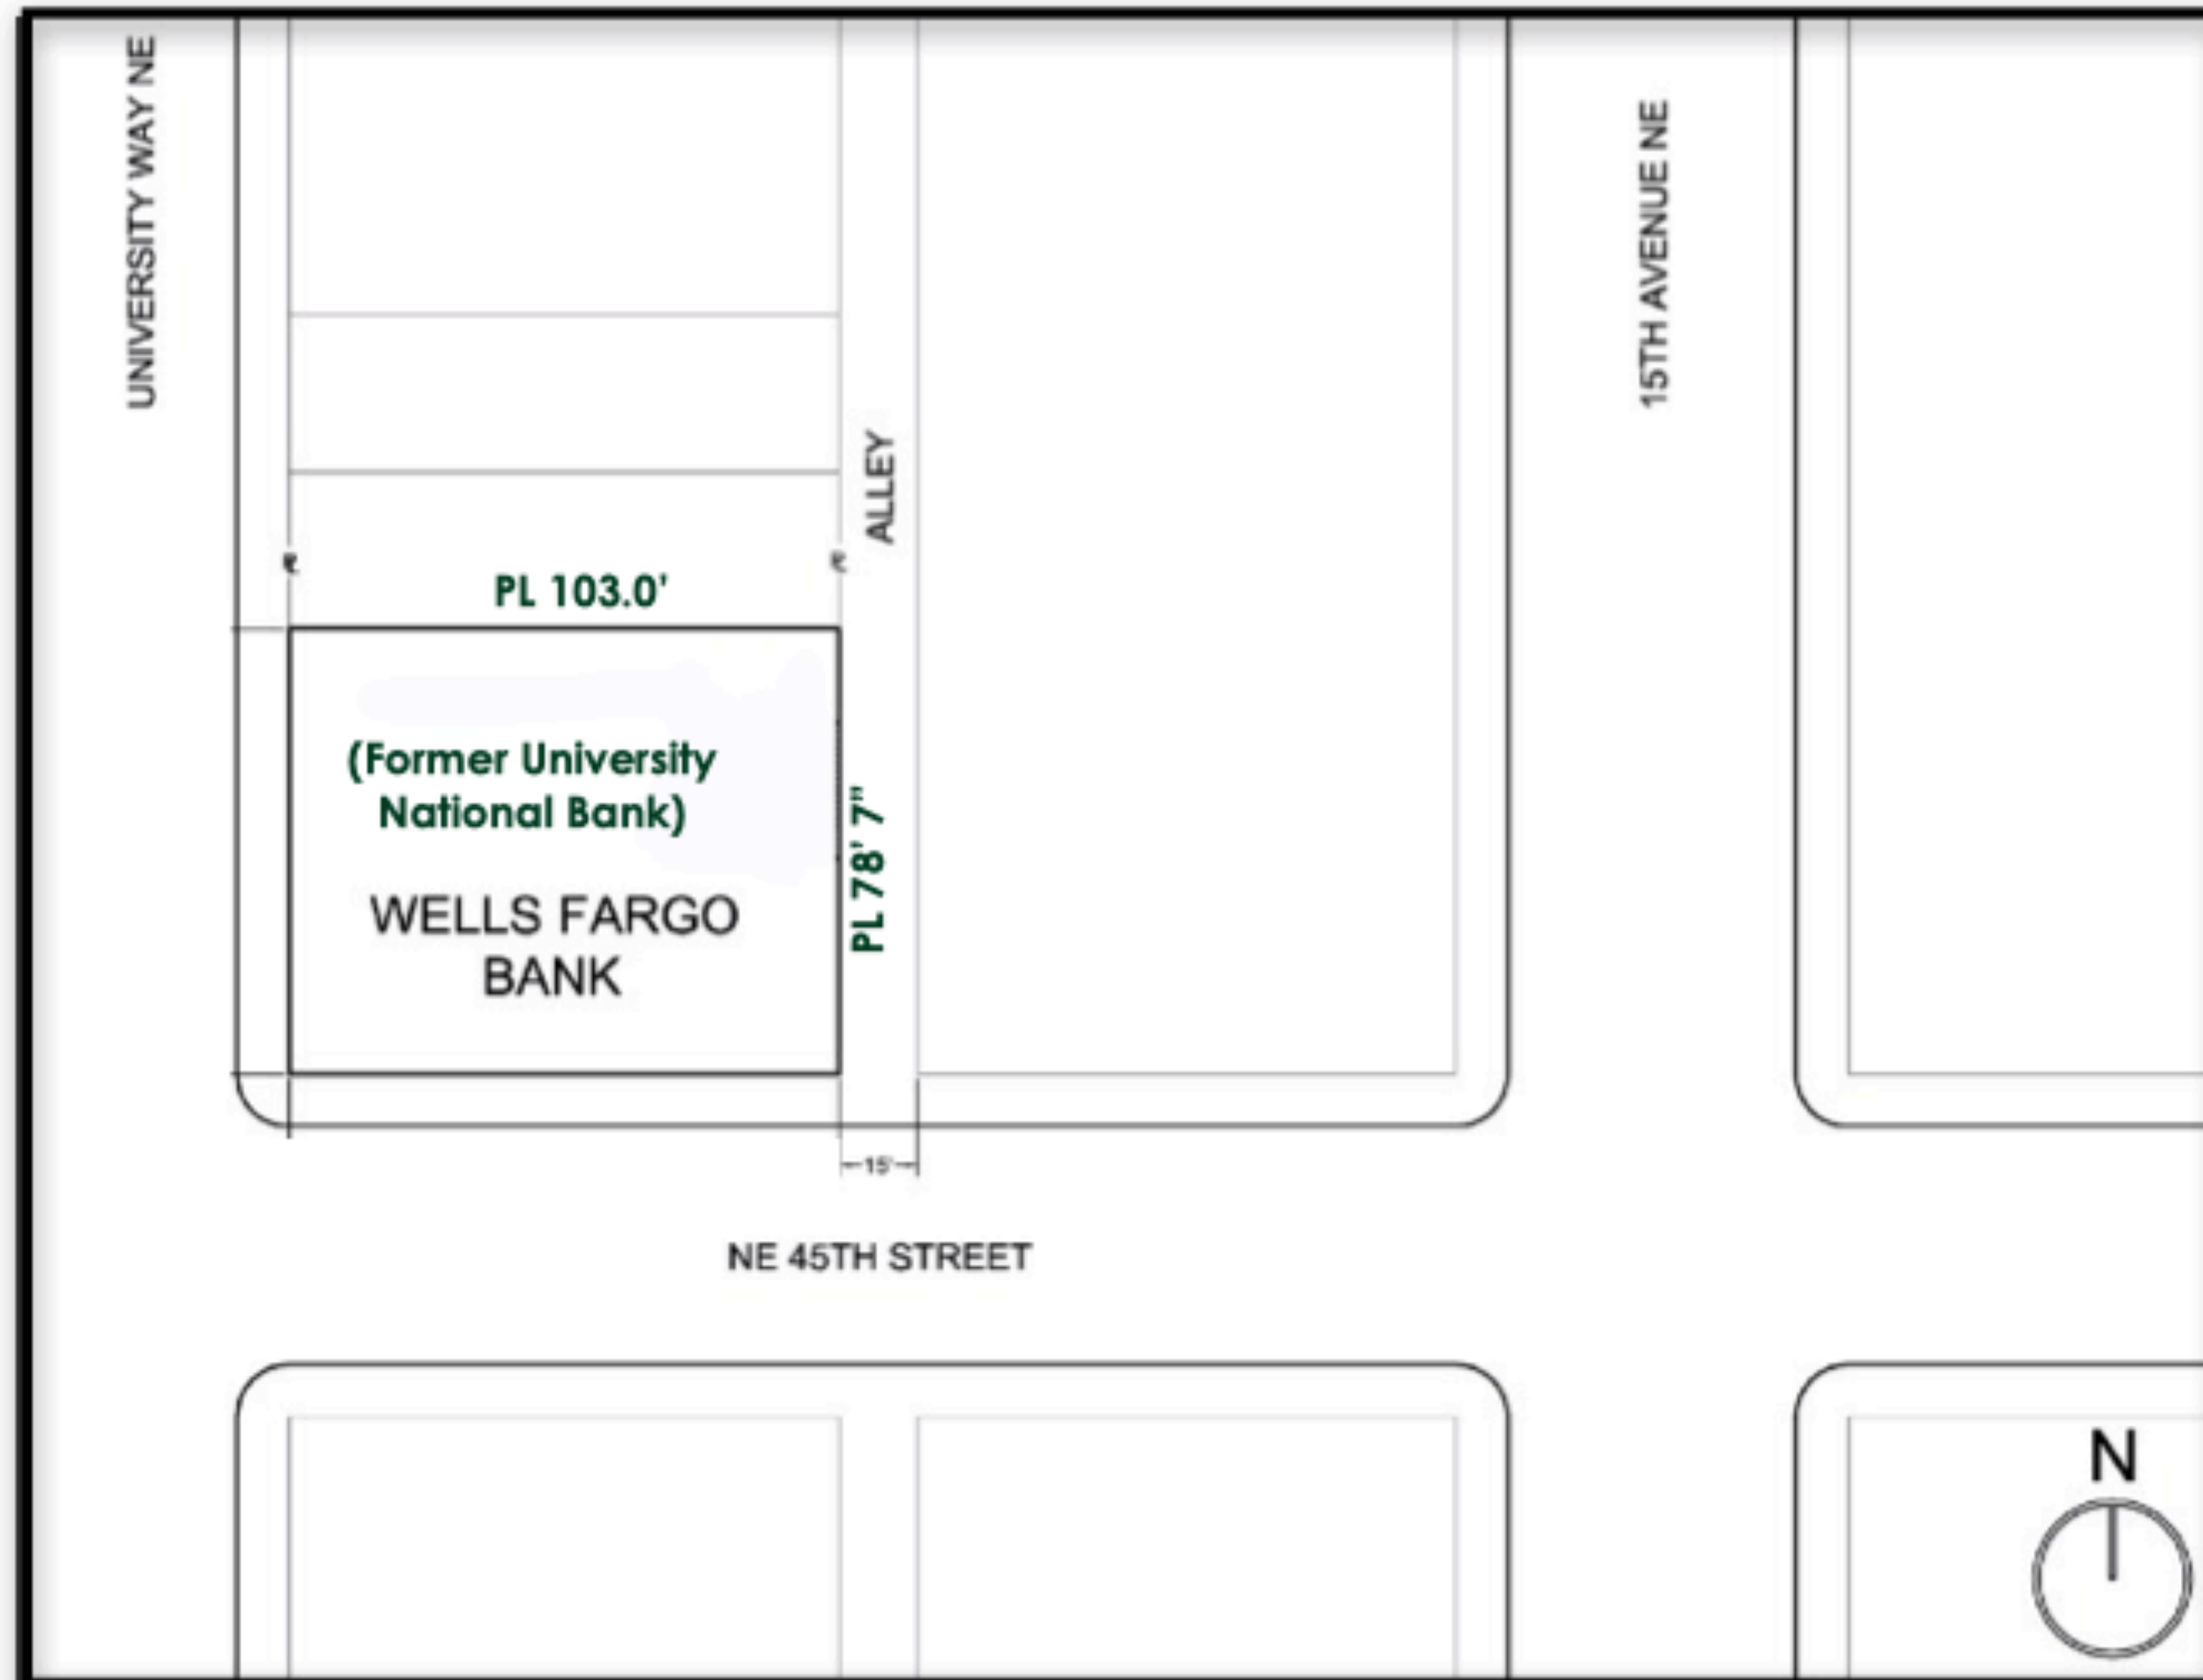 UNIVERSITY WAY NE
15TH AVENUE NE
ALLEY
PL 103.0'
(Former University
National Bank)
PL 78' 7"
WELLS FARGO
BANK
15'
NE 45TH STREET
N